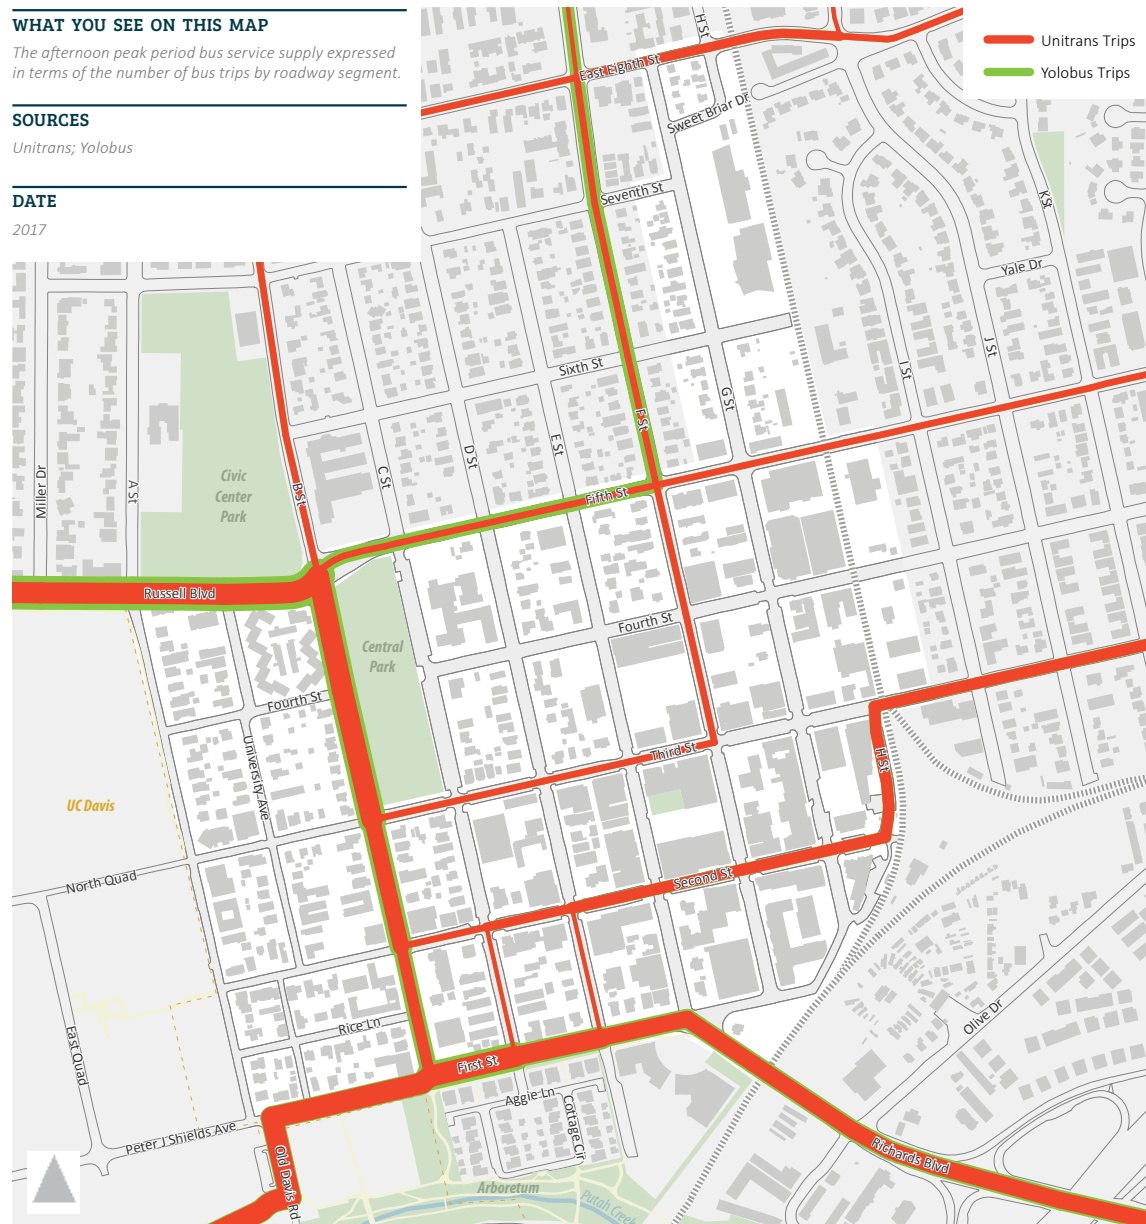 WHAT YOU SEE ON THIS MAP
The afternoon peak period bus service supply expressed
in terms of the number of bus trips by roadway segment.
SOURCES
Unitrans; Yolobus
DATE
2017
Unitrans Trips
Yolobus Trips
H St
East Eighth St
Sweet Briar Dr
Seventh St
K St
Yale Dr
Sixth St
J St
I St
G St
F St
E St
D St
C St
B St
A St
Miller Dr
Civic
Center
Park
Fifth St
Russell Blvd
Central
Park
Fourth St
Fourth St
University Ave
Third St
H St
UC Davis
North Quad
Second St
Rice Ln
East Quad
Olive Dr
First St
Aggie Ln
Cottage Cir
Peter J Shields Ave
Old Davis Rd
Richards Blvd
Arboretum
Putah Creek